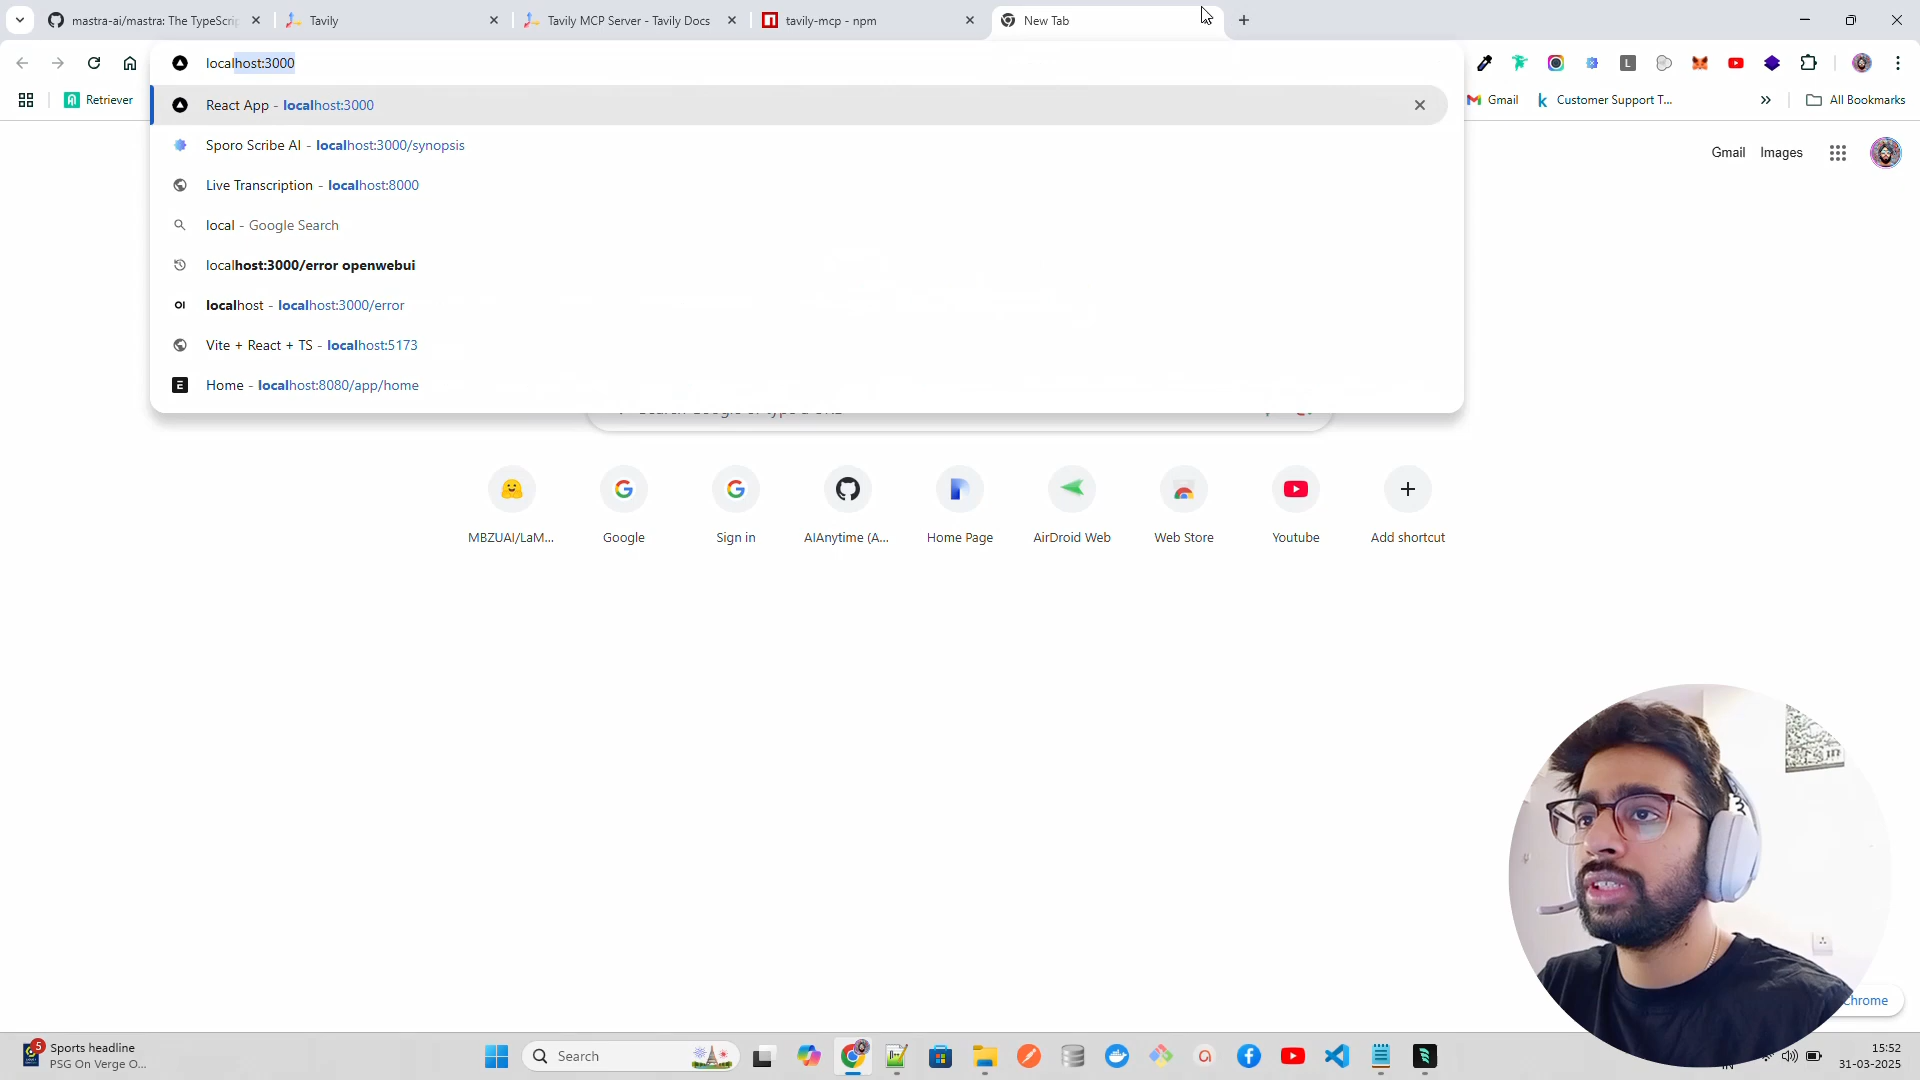 mastra-ai/mastra: The TypeScri
Tavily
Tavily MCP Server - Tavily Docs
tavily-mcp - npm
New Tab
localhost:3000
Retriever
Gmail
Customer Support T...
All Bookmarks
React App - localhost:3000
Sporo Scribe AI - localhost:3000/synopsis
Live Transcription - localhost:8000
local - Google Search
localhost:3000/error openwebui
localhost - localhost:3000/error
Vite + React + TS - localhost:5173
Home - localhost:8080/app/home
Gmail
Images
MBZUAI/LaM...
Google
Sign in
AIAnytime (A...
Home Page
AirDroid Web
Web Store
Youtube
Add shortcut
Chrome
5
Sports headline
PSG On Verge O...
Search
15:52
31-03-2025
IN